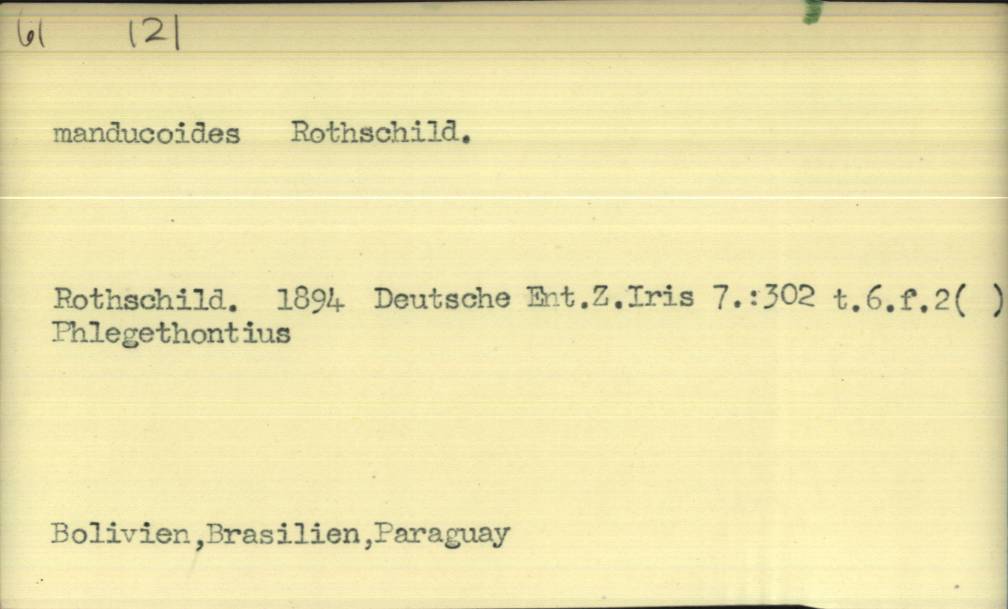 61 121
manducoides Rothschild.
Rothschild. 1894 Deutsche Ent.Z.Iris 7.:302 t.6.f.2( )
Phlegethontius
Bolivien,Brasilien,Paraguay